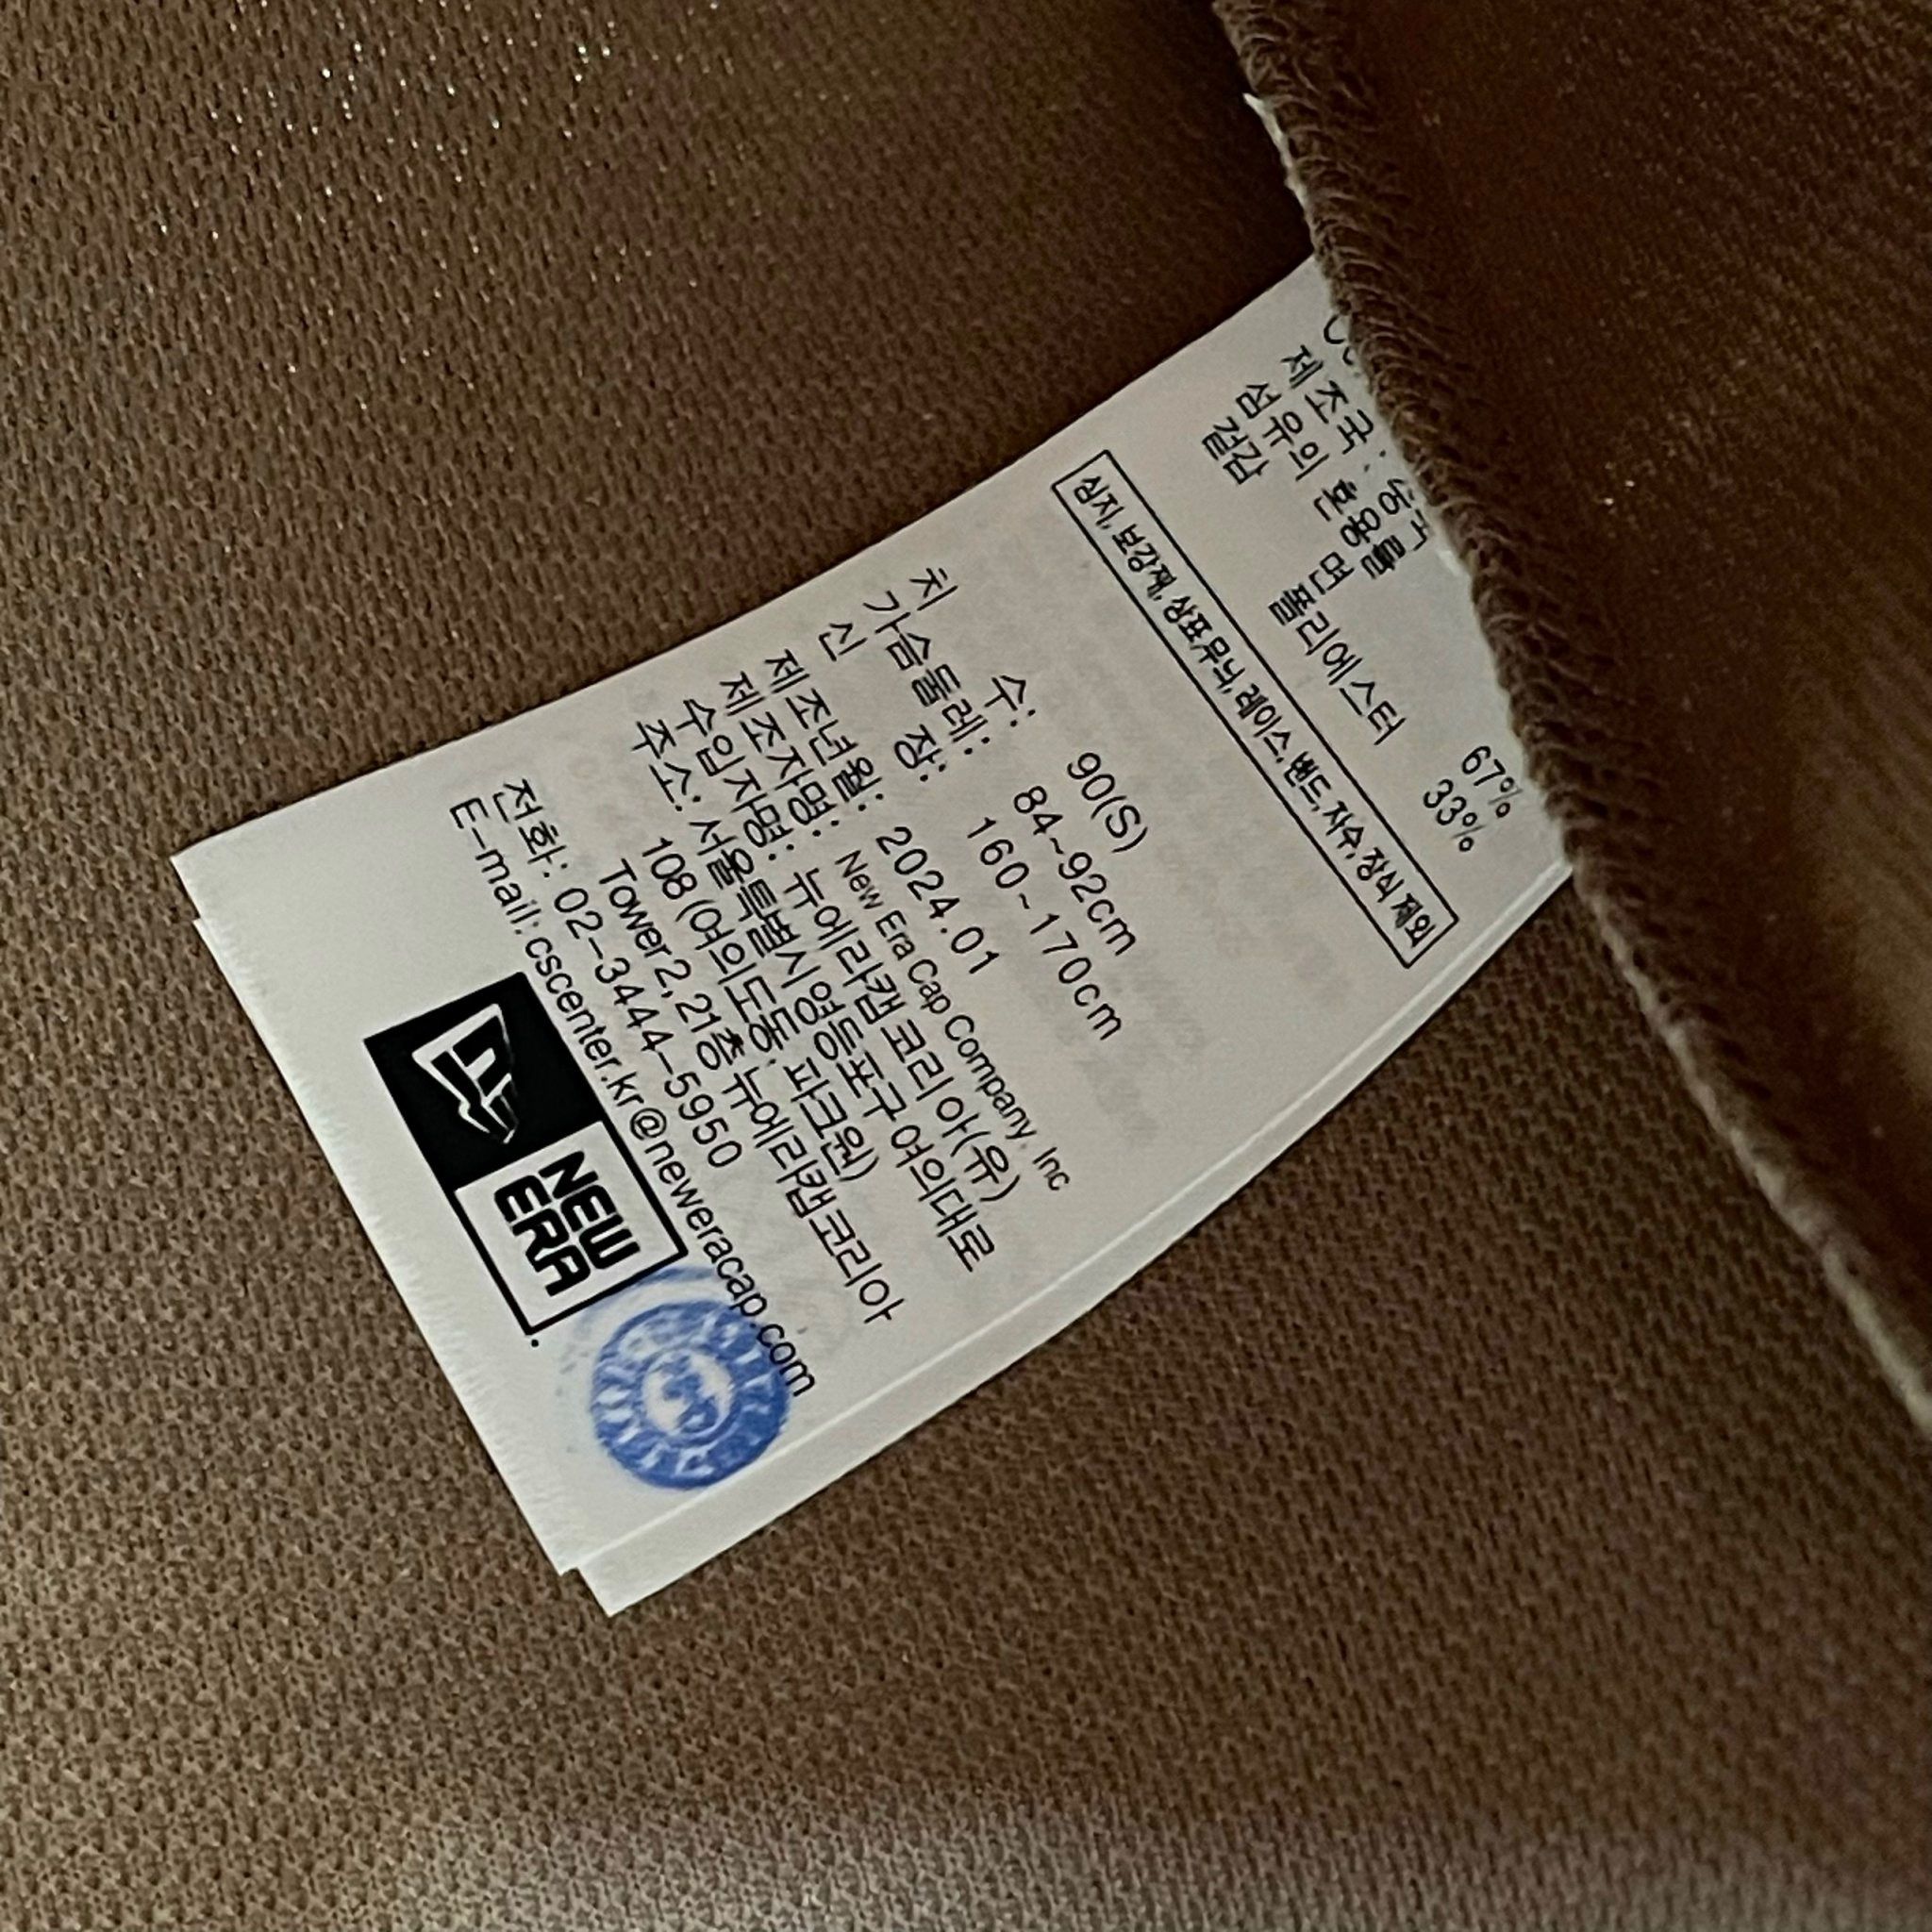 제 조국 :
섬유의 혼용률
겉감 면 67%
폴리에스터 33%
심지, 보강재, 상표,무늬, 레이스, 밴드, 자수, 장식 제외
치 수: 90(S)
가슴둘레: 84~92cm
신 장: 160~170cm
제조년월: 2024.01
제 조자명: New Era Cap Company, Inc
수입자명: 뉴에라캡 코리아(유)
주소: 서울특별시 영등포구 여의대로
108(여의도동, 파크원)
Tower2, 21층 뉴에라캡코리아
전화: 02-3444-5950
E-mail: cscenter.kr@neweracap.com
NEW
ERA